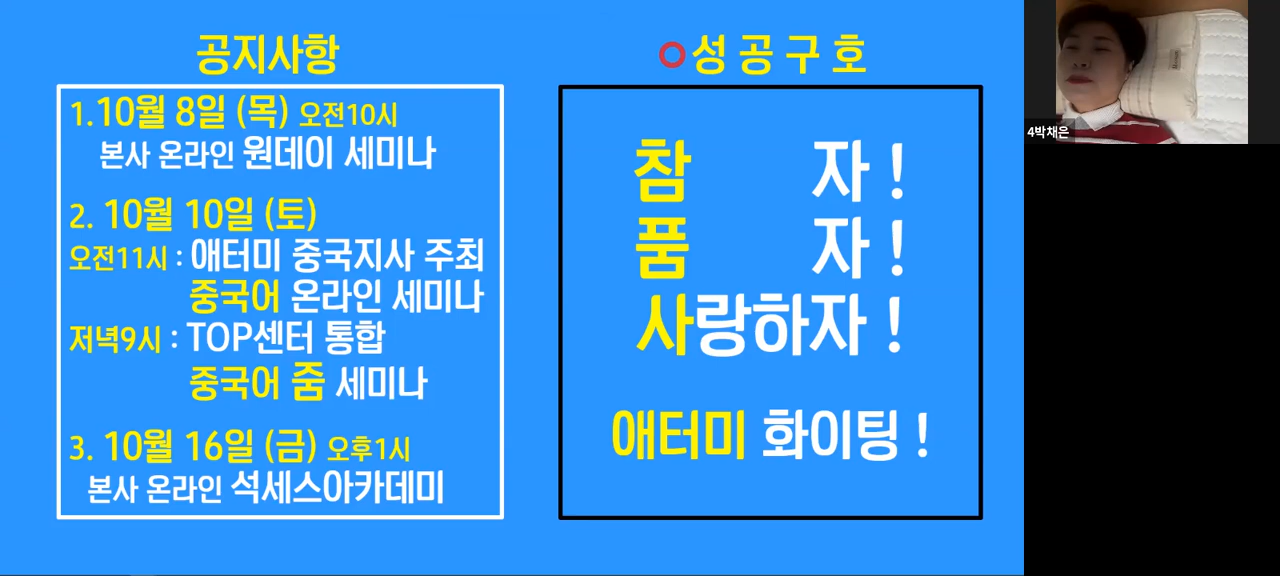 공지사항
1.10월 8일 (목) 오전10시
본사 온라인 원데이 세미나
2. 10월 10일 (토)
오전11시 : 애터미 중국지사 주최
중국어 온라인 세미나
저녁9시 : TOP센터 통합
중국어 줌 세미나
3. 10월 16일 (금) 오후1시
본사 온라인 석세스아카데미
성공구호
참 자 !
품 자 !
사랑하자 !
애터미 화이팅 !
4박채은